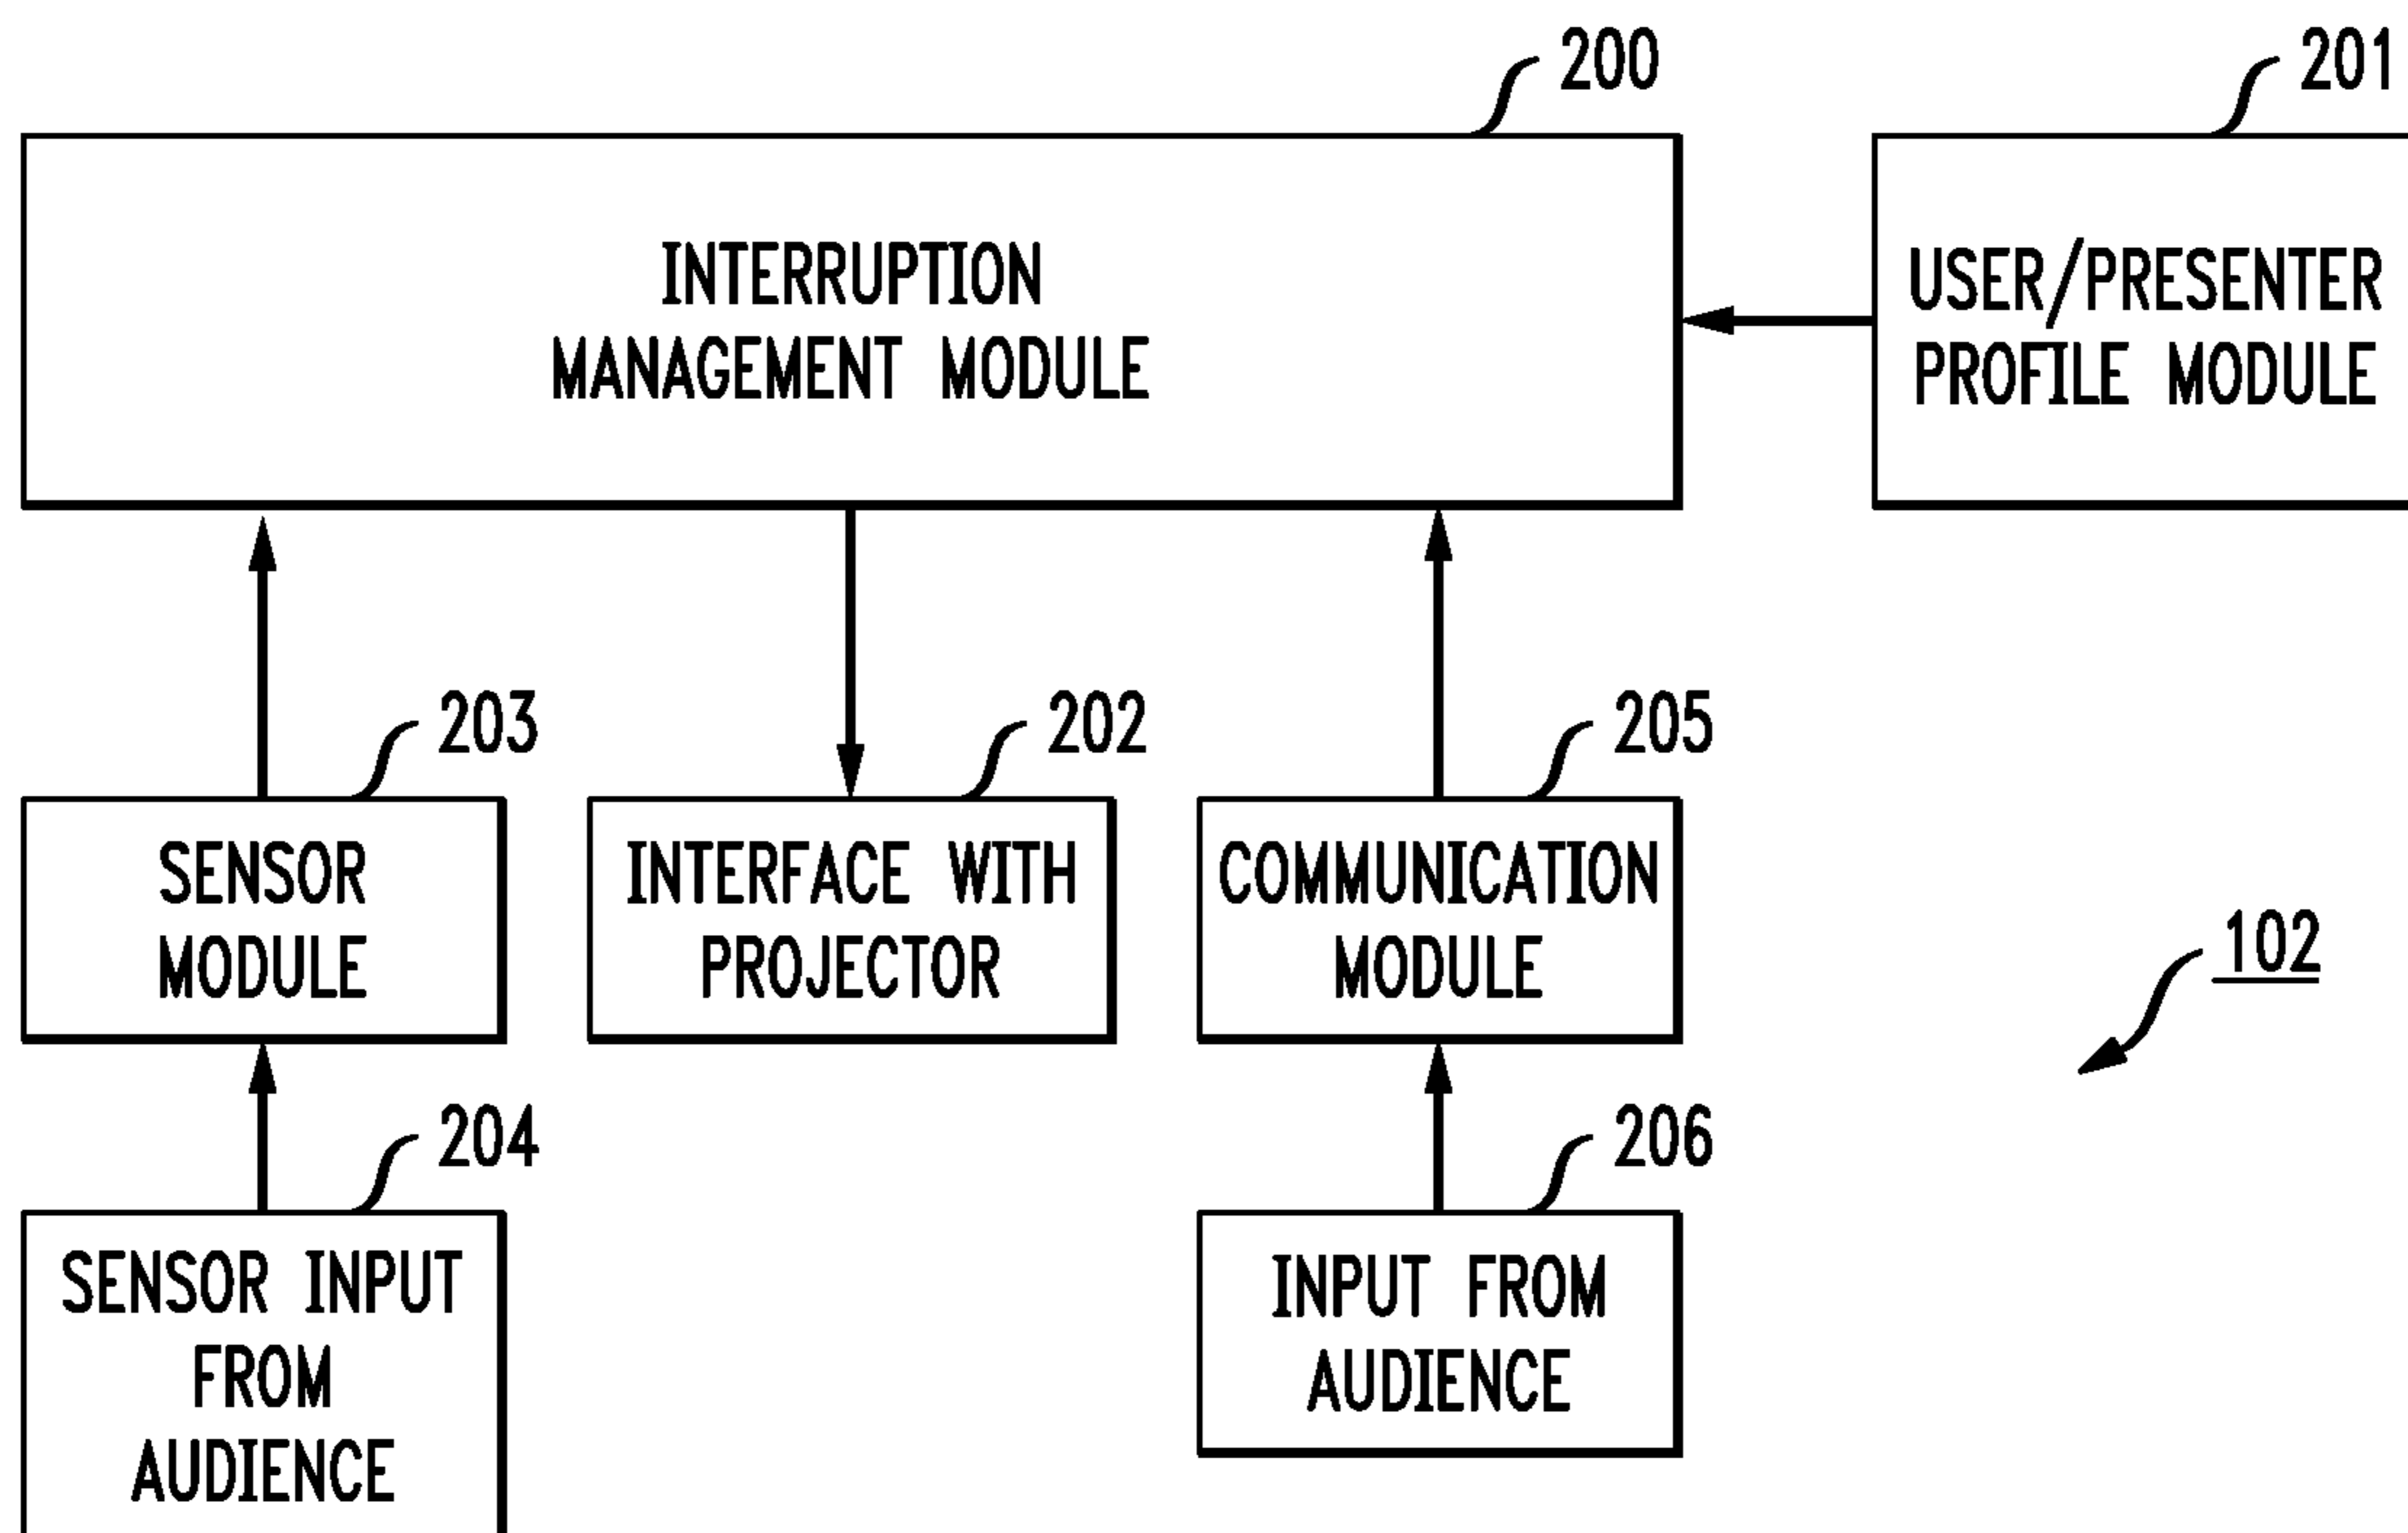 200
201
INTERRUPTION
MANAGEMENT MODULE
USER/PRESENTER
PROFILE MODULE
203
202
205
SENSOR
MODULE
INTERFACE WITH
PROJECTOR
COMMUNICATION
MODULE
102
204
206
SENSOR INPUT
FROM
AUDIENCE
INPUT FROM
AUDIENCE